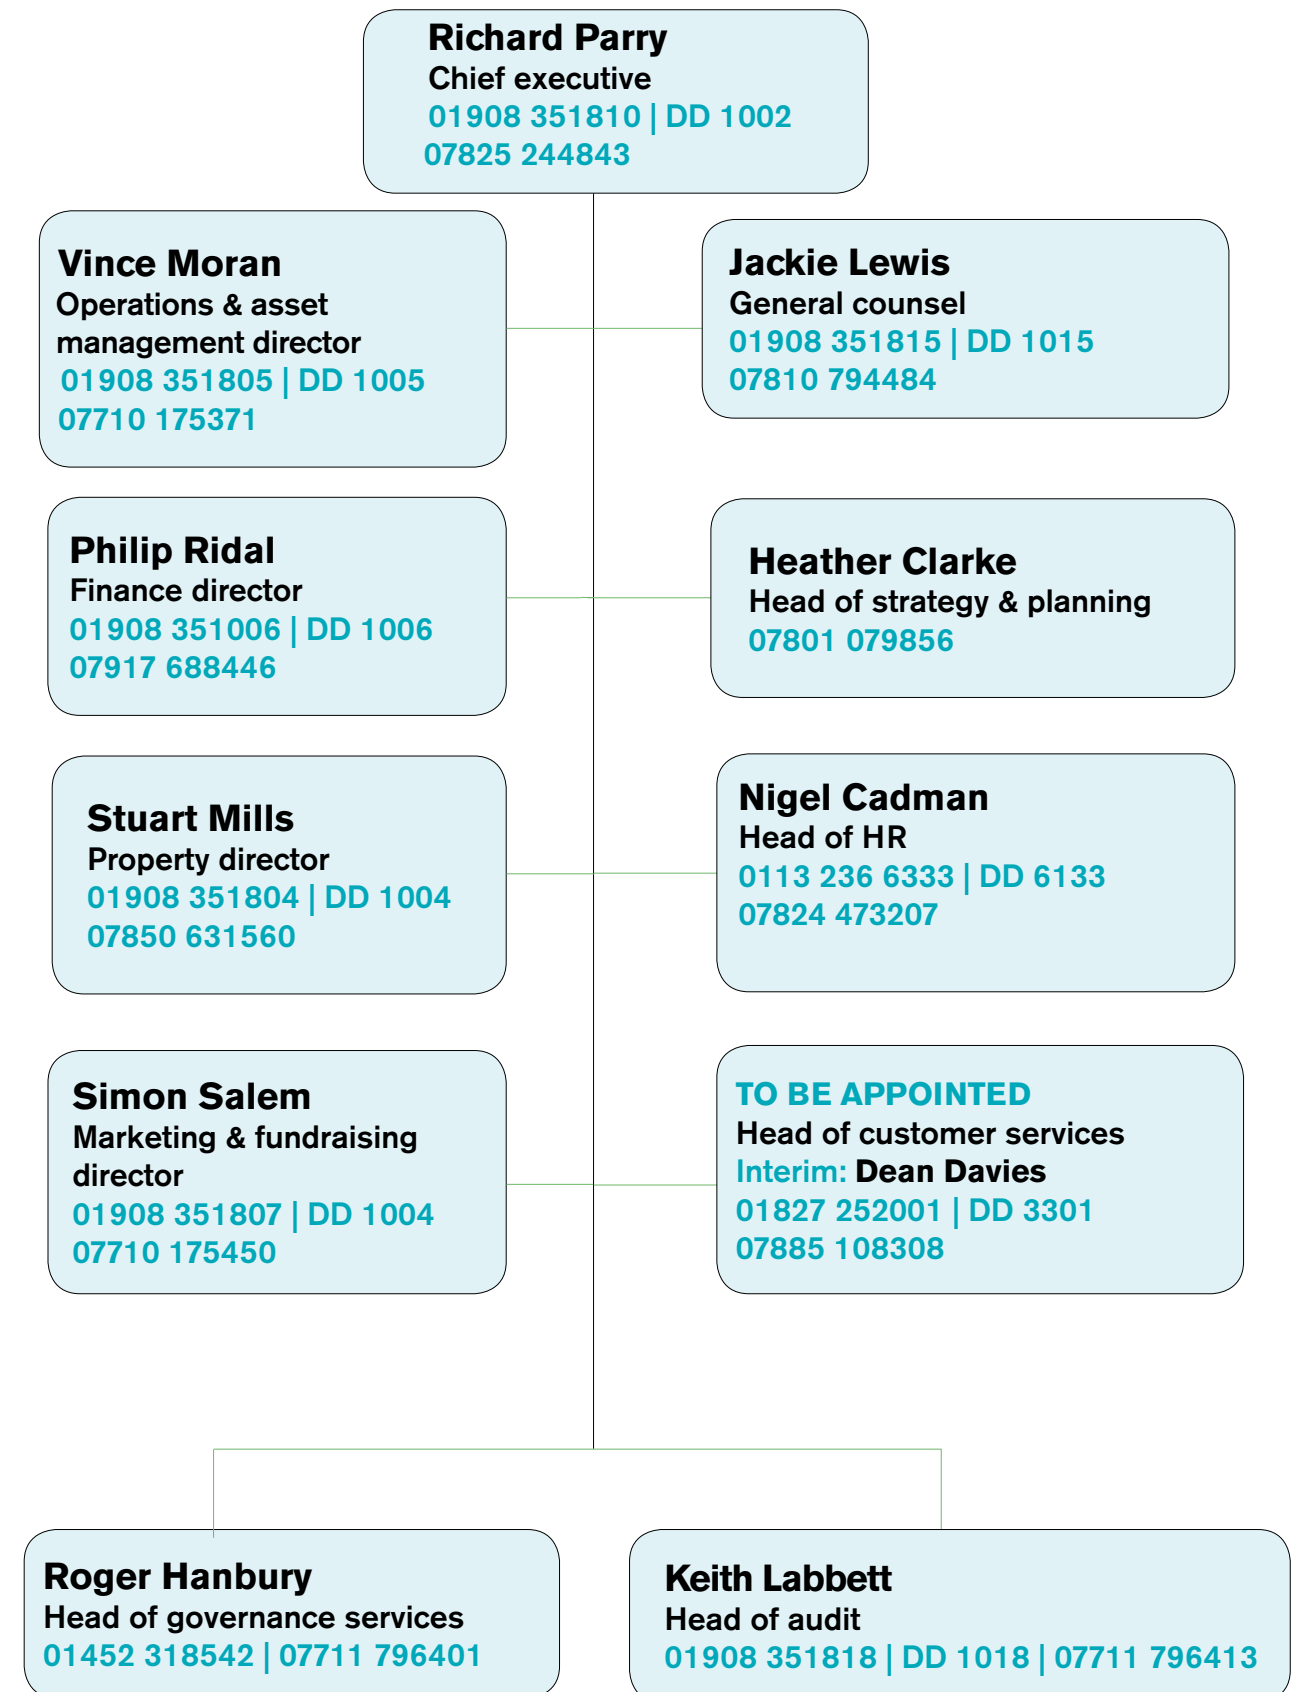 Richard Parry
Chief executive
01908 351810 | DD 1002
07825 244843
Vince Moran
Operations & asset
management director
01908 351805 | DD 1005
07710 175371
Jackie Lewis
General counsel
01908 351815 | DD 1015
07810 794484
Philip Ridal
Finance director
01908 351006 | DD 1006
07917 688446
Heather Clarke
Head of strategy & planning
07801 079856
Stuart Mills
Property director
01908 351804 | DD 1004
07850 631560
Nigel Cadman
Head of HR
0113 236 6333 | DD 6133
07824 473207
Simon Salem
Marketing & fundraising
director
01908 351807 | DD 1004
07710 175450
TO BE APPOINTED
Head of customer services
Interim: Dean Davies
01827 252001 | DD 3301
07885 108308
Roger Hanbury
Head of governance services
01452 318542 | 07711 796401
Keith Labbett
Head of audit
01908 351818 | DD 1018 | 07711 796413